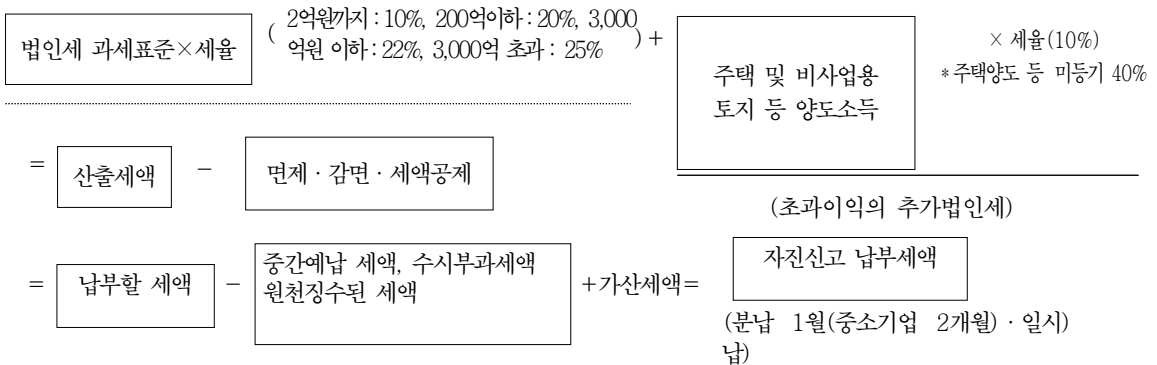 2억원까지 : 10%, 200억이하 : 20%, 3,000
법인세 과세표준×세율 ( 억원 이하 : 22%, 3,000억 초과 : 25% ) +
주택 및 비사업용
토지 등 양도소득
× 세율(10%)
*주택양도 등 미등기 40%
= 산출세액 － 면제 · 감면 · 세액공제
(초과이익의 추가법인세)
= 납부할 세액 － 중간예납 세액, 수시부과세액
원천징수된 세액
+가산세액= 자진신고 납부세액
(분납 1월(중소기업 2개월) · 일시)
납)